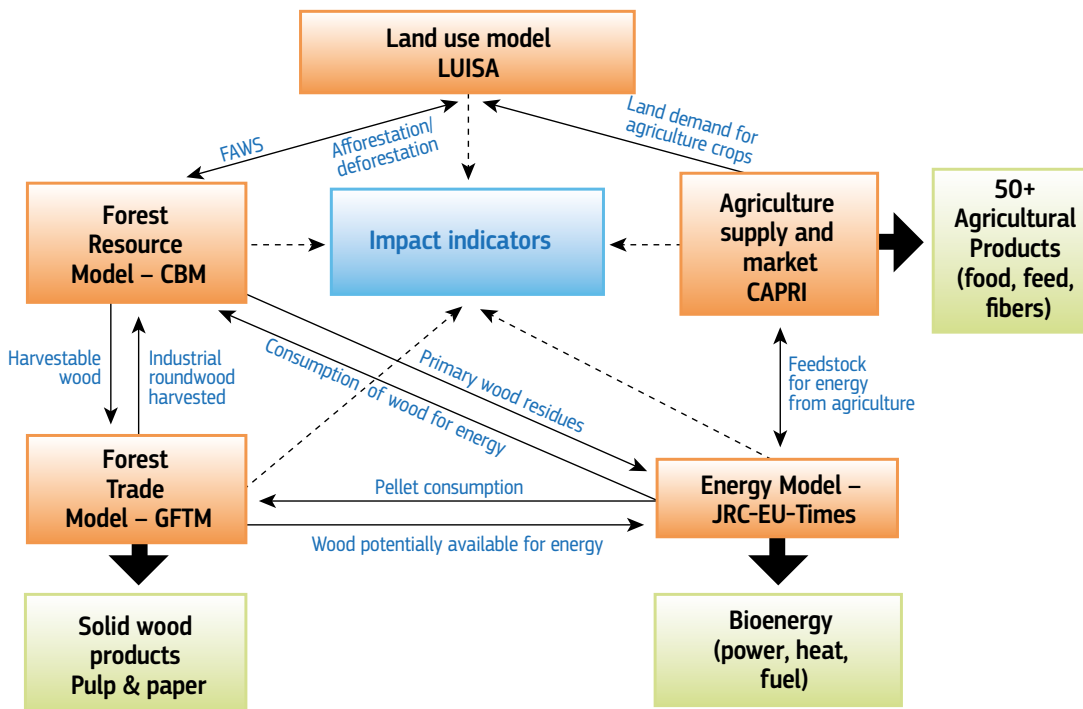 Land use model
LUISA
FAWS
Afforestation/
deforestation
Land demand for
agriculture crops
Forest
Resource
Model – CBM
Impact indicators
Agriculture
supply and
market
CAPRI
50+
Agricultural
Products
(food, feed,
fibers)
Harvestable
wood
Industrial
roundwood
harvested
Consumption of wood for energy
Primary wood residues
Feedstock
for energy
from agriculture
Forest
Trade
Model – GFTM
Pellet consumption
Wood potentially available for energy
Energy Model –
JRC-EU-Times
Solid wood
products
Pulp & paper
Bioenergy
(power, heat,
fuel)